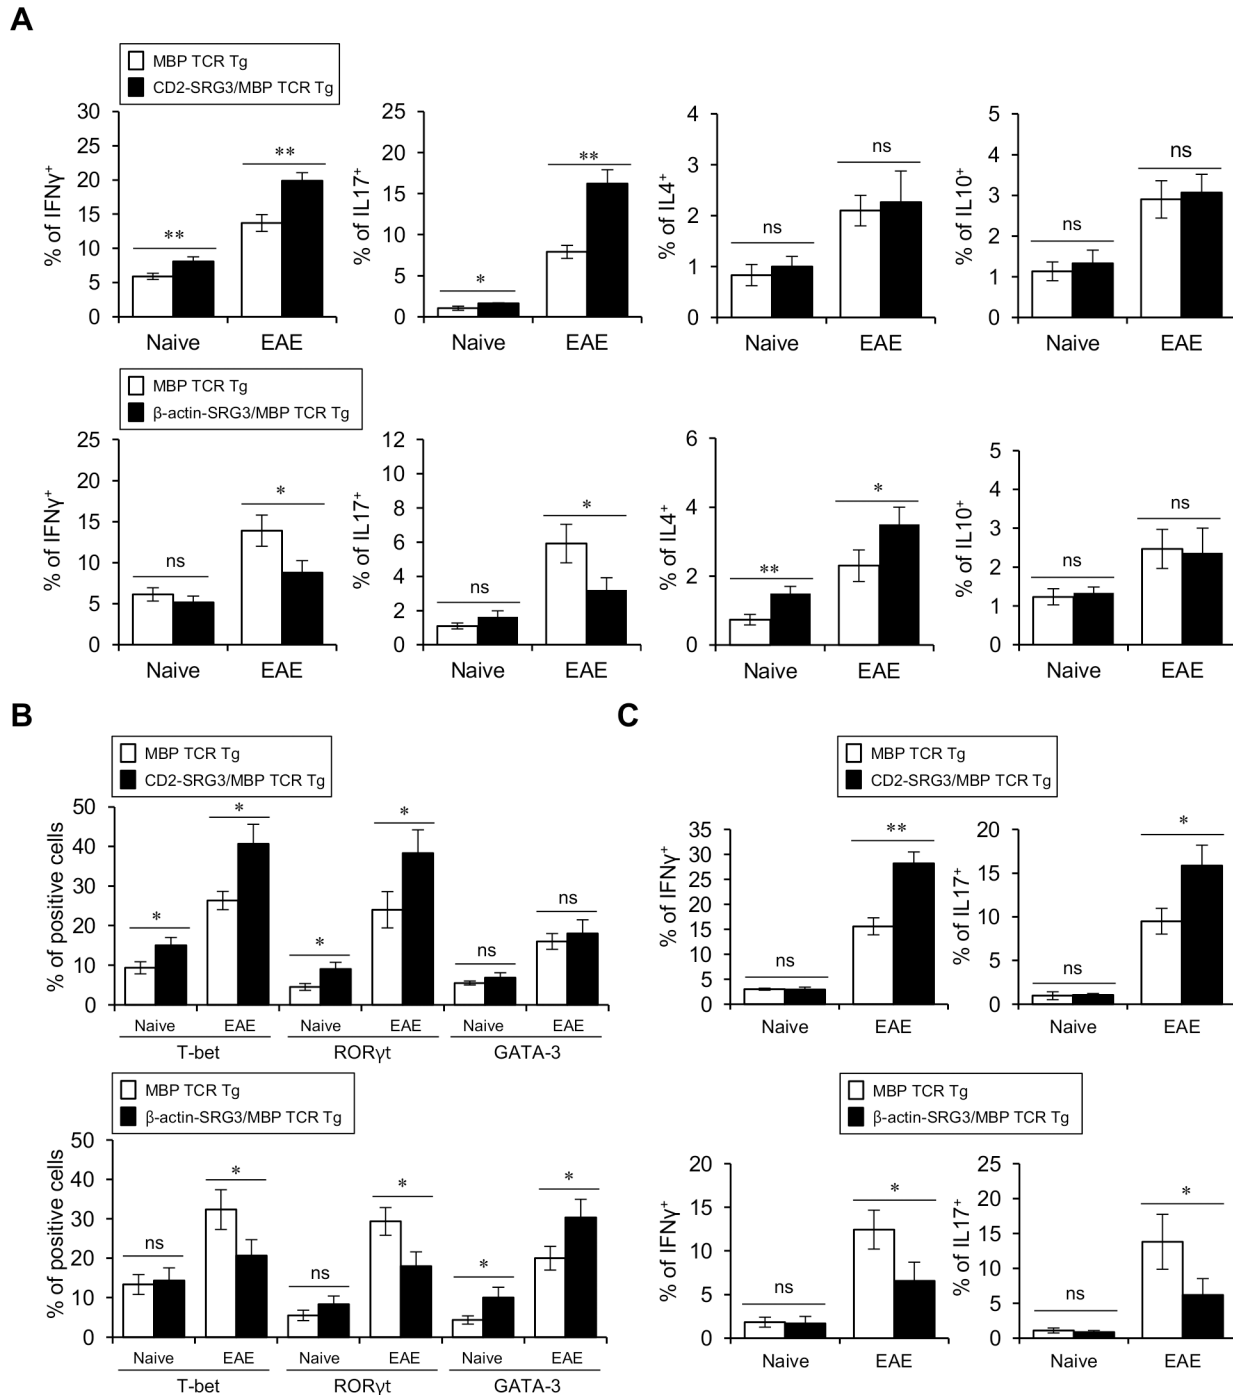 A
MBP TCR Tg
CD2-SRG3/MBP TCR Tg
% of IFNγ+
30
25
20
15
10
5
0
**
**
Naive
EAE
% of IL17+
25
20
15
10
5
0
*
**
Naive
EAE
% of IL4+
4
3
2
1
0
ns
ns
Naive
EAE
% of IL10+
5
4
3
2
1
0
ns
ns
Naive
EAE
MBP TCR Tg
β-actin-SRG3/MBP TCR Tg
% of IFNγ+
25
20
15
10
5
0
ns
*
Naive
EAE
% of IL17+
12
10
8
6
4
2
0
ns
*
Naive
EAE
% of IL4+
6
4
2
0
**
*
Naive
EAE
% of IL10+
5
4
3
2
1
0
ns
ns
Naive
EAE
B
MBP TCR Tg
CD2-SRG3/MBP TCR Tg
% of positive cells
50
40
30
20
10
0
*
*
*
*
ns
ns
Naive
EAE
Naive
EAE
Naive
EAE
T-bet
RORγt
GATA-3
MBP TCR Tg
β-actin-SRG3/MBP TCR Tg
% of positive cells
50
40
30
20
10
0
ns
*
ns
*
*
*
Naive
EAE
Naive
EAE
Naive
EAE
T-bet
RORγt
GATA-3
C
MBP TCR Tg
CD2-SRG3/MBP TCR Tg
% of IFNγ+
35
30
25
20
15
10
5
0
ns
**
Naive
EAE
% of IL17+
20
15
10
5
0
ns
*
Naive
EAE
MBP TCR Tg
β-actin-SRG3/MBP TCR Tg
% of IFNγ+
20
15
10
5
0
ns
*
Naive
EAE
% of IL17+
25
20
15
10
5
0
ns
*
Naive
EAE